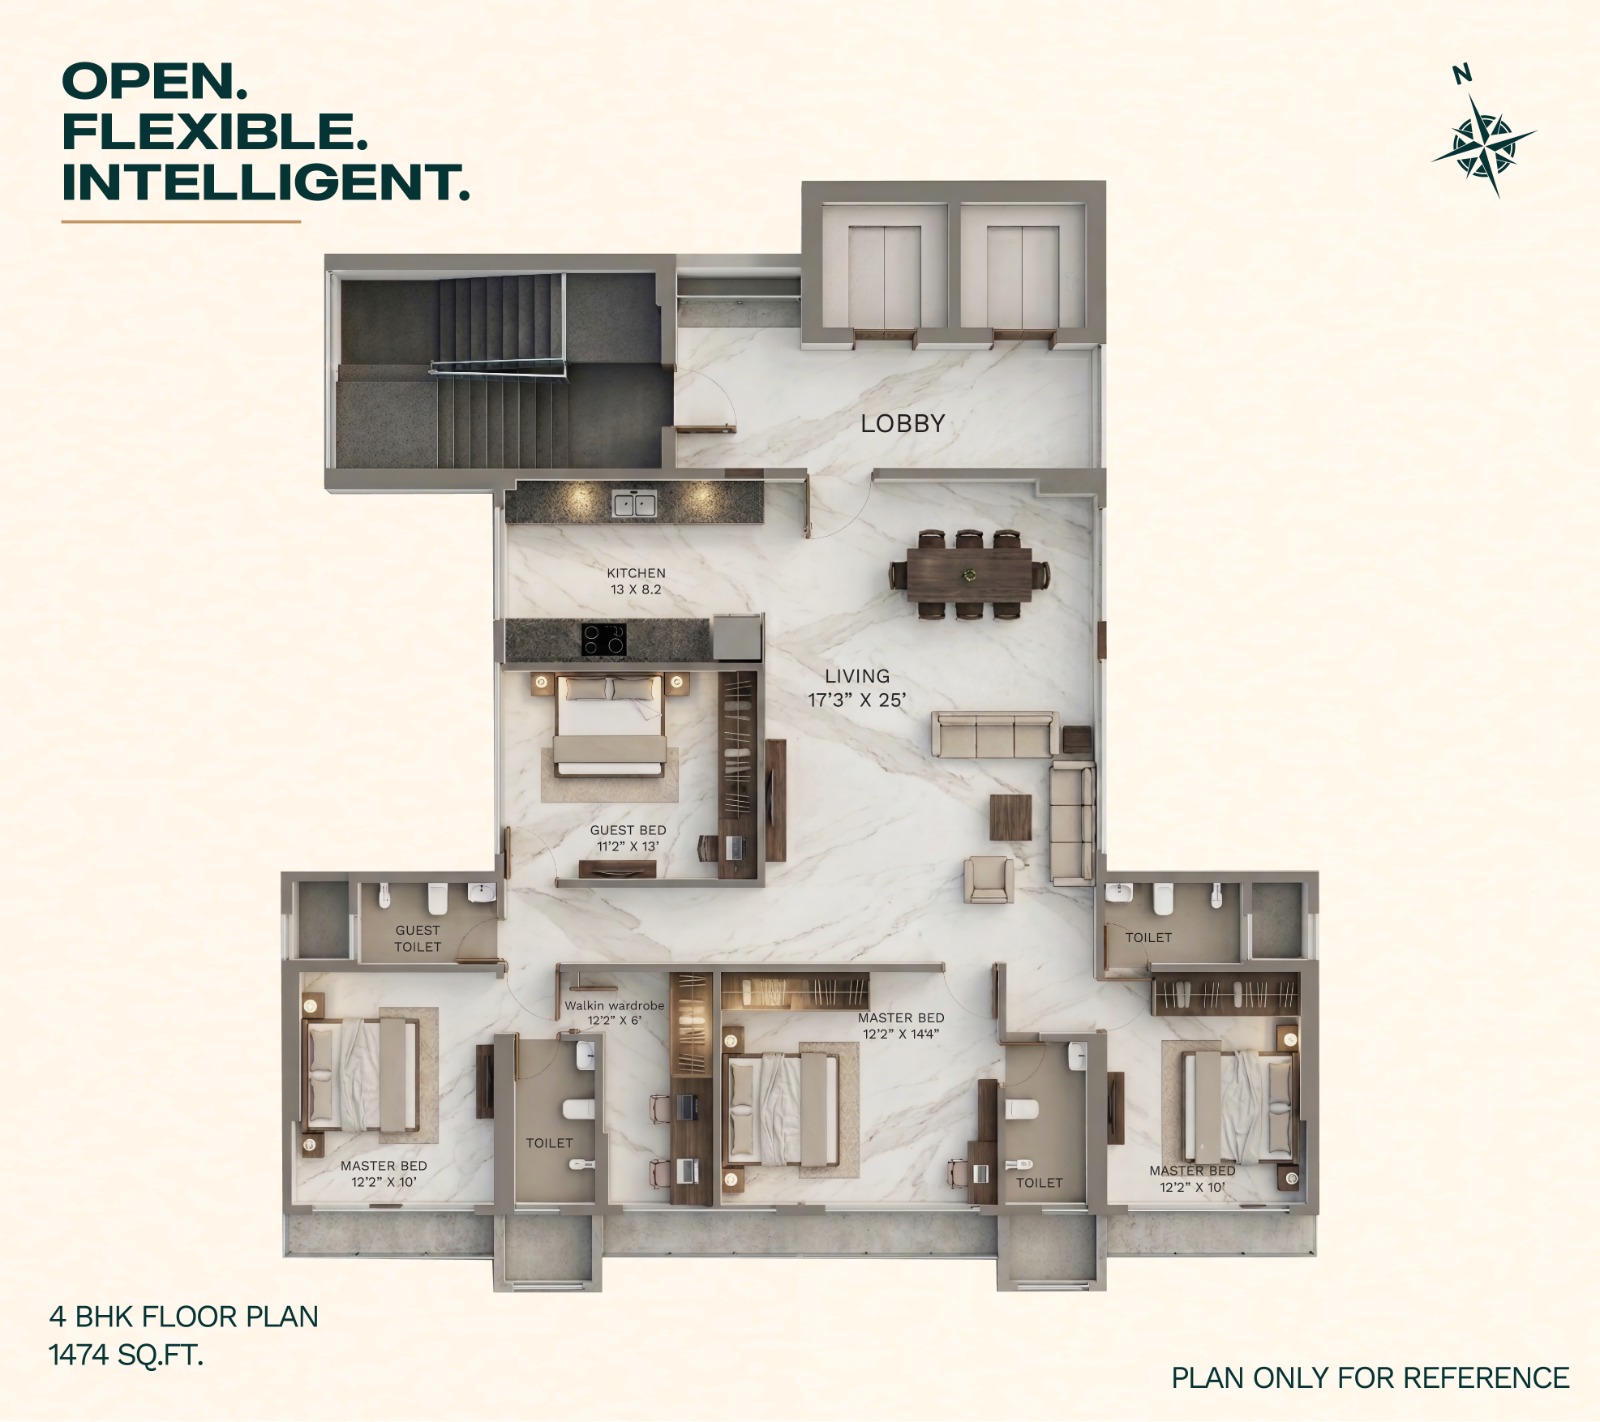 OPEN.
FLEXIBLE.
INTELLIGENT.
N
LOBBY
KITCHEN
13 X 8.2
LIVING
17’3” X 25’
GUEST BED
11’2” X 13’
GUEST
TOILET
TOILET
Walkin wardrobe
12’2” X 6’
MASTER BED
12’2” X 14’4”
TOILET
MASTER BED
12’2” X 10’
TOILET
MASTER BED
12’2” X 10’
4 BHK FLOOR PLAN
1474 SQ.FT.
PLAN ONLY FOR REFERENCE